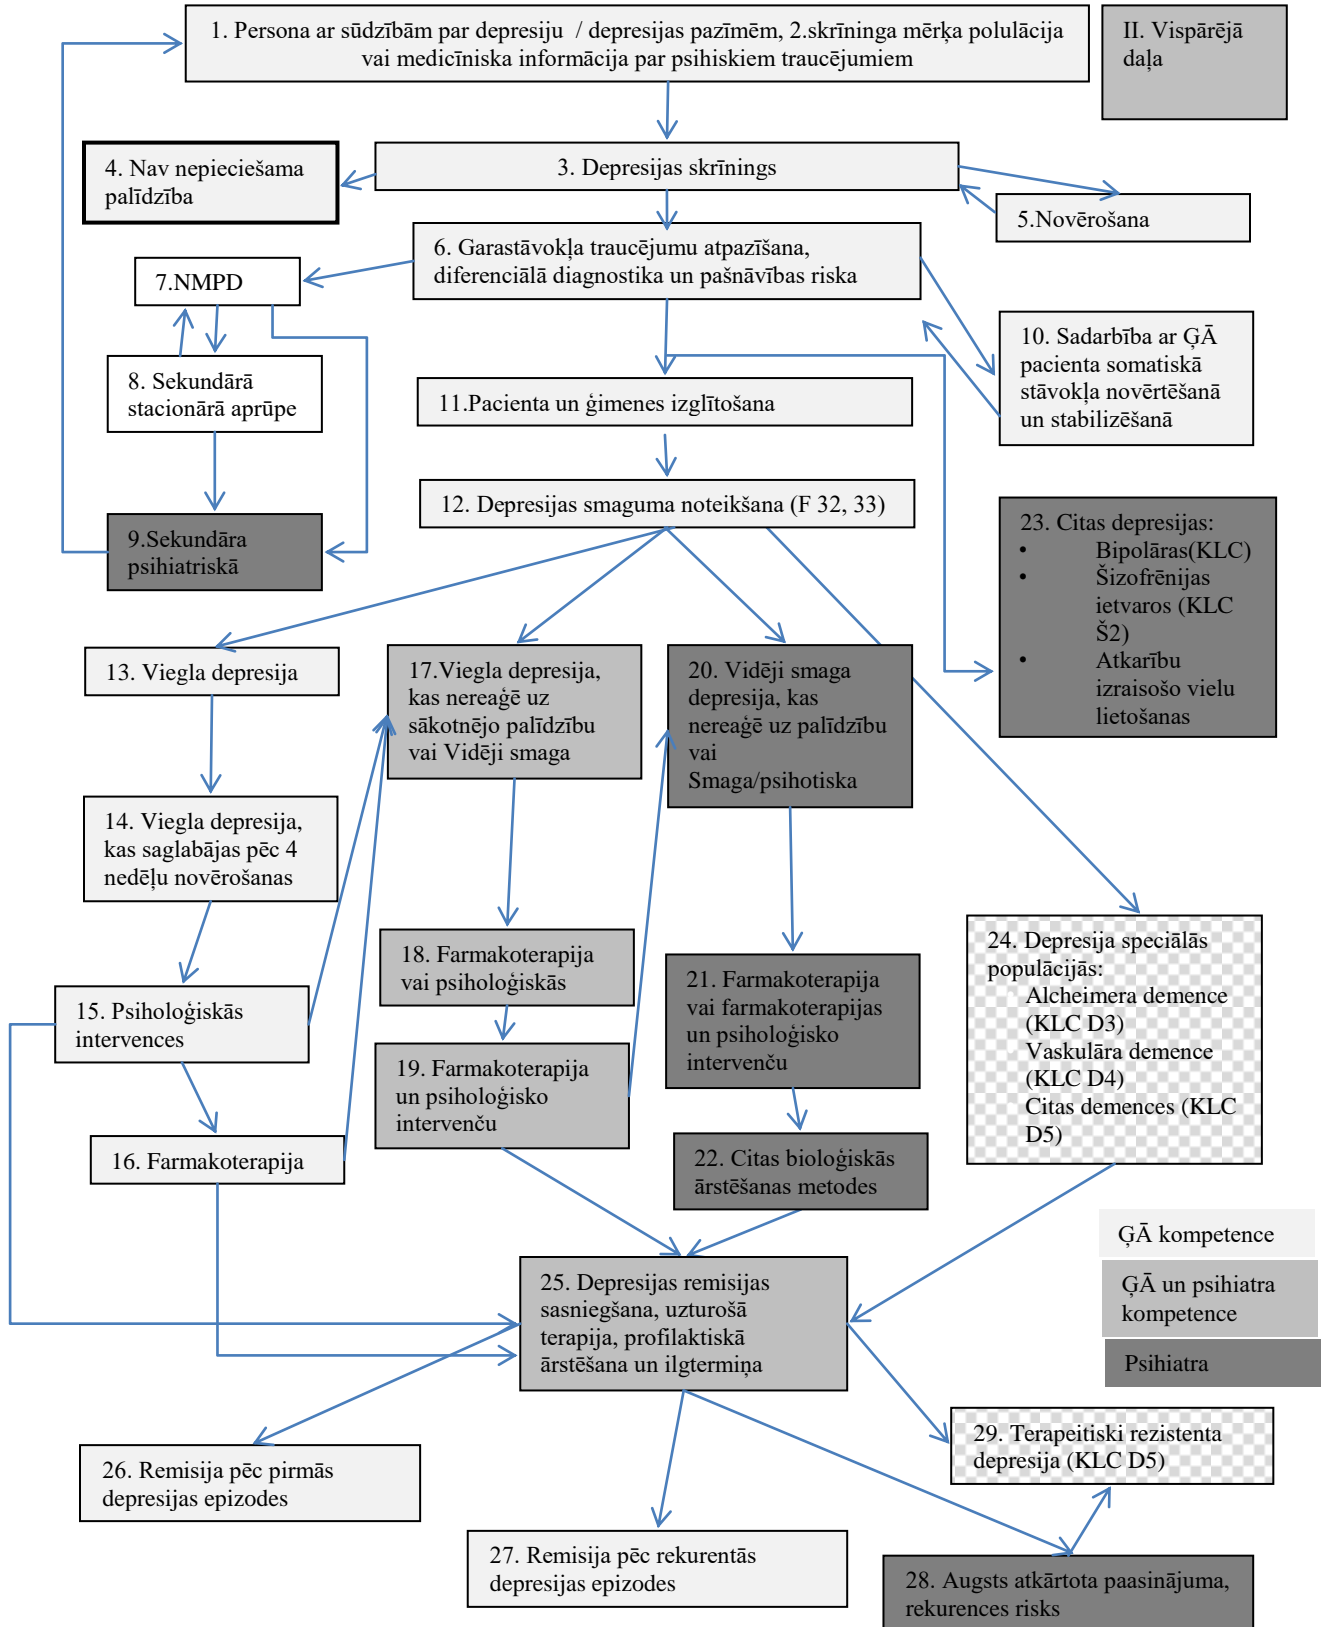 1. Persona ar sūdzībām par depresiju / depresijas pazīmēm, 2.skrīninga mērķa polulācija
vai medicīniska informācija par psihiskiem traucējumiem
II. Vispārējā
daļa
3. Depresijas skrīnings
4. Nav nepieciešama
palīdzība
5.Novērošana
6. Garastāvokļa traucējumu atpazīšana,
diferenciālā diagnostika un pašnāvības riska
7.NMPD
8. Sekundārā
stacionārā aprūpe
9.Sekundāra
psihiatriskā
10. Sadarbība ar ĢĀ
pacienta somatiskā
stāvokļa novērtēšanā
un stabilizēšanā
11.Pacienta un ģimenes izglītošana
12. Depresijas smaguma noteikšana (F 32, 33)
23. Citas depresijas:
• Bipolāras(KLC)
• Šizofrēnijas
ietvaros (KLC
Š2)
• Atkarību
izraisošo vielu
lietošanas
13. Viegla depresija
17.Viegla depresija,
kas nereaģē uz
sākotnējo palīdzību
vai Vidēji smaga
20. Vidēji smaga
depresija, kas
nereaģē uz palīdzību
vai
Smaga/psihotiska
14. Viegla depresija,
kas saglabājas pēc 4
nedēļu novērošanas
15. Psiholoģiskās
intervences
16. Farmakoterapija
18. Farmakoterapija
vai psiholoģiskās
19. Farmakoterapija
un psiholoģisko
intervenču
21. Farmakoterapija
vai farmakoterapijas
un psiholoģisko
intervenču
22. Citas bioloģiskās
ārstēšanas metodes
24. Depresija speciālās
populācijās:
Alcheimera demence
(KLC D3)
Vaskulāra demence
(KLC D4)
Citas demences (KLC
D5)
ĢĀ kompetence
ĢĀ un psihiatra
kompetence
Psihiatra
25. Depresijas remisijas
sasniegšana, uzturošā
terapija, profilaktiskā
ārstēšana un ilgtermiņa
26. Remisija pēc pirmās
depresijas epizodes
27. Remisija pēc rekurentās
depresijas epizodes
29. Terapeitiski rezistenta
depresija (KLC D5)
28. Augsts atkārtota paasinājuma,
rekurences risks